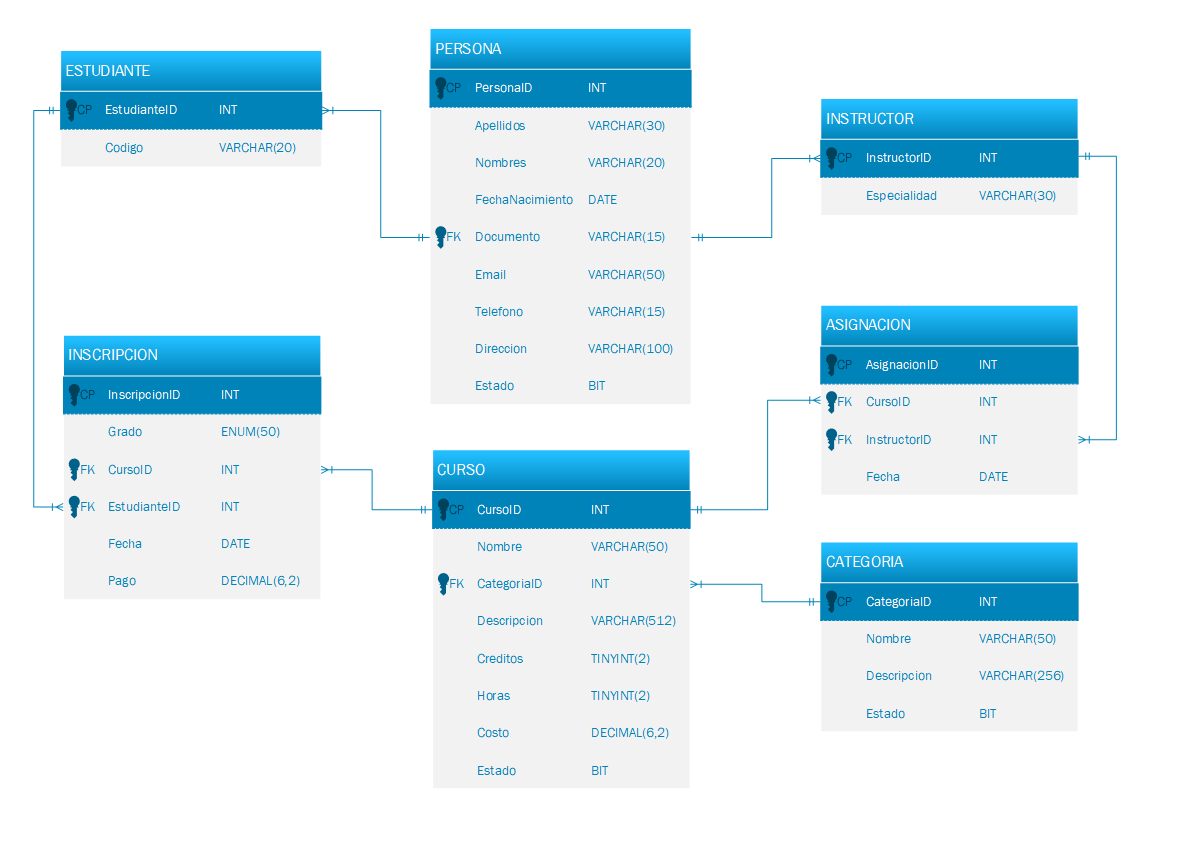 ESTUDIANTE
CP EstudianteID INT
Codigo VARCHAR(20)
PERSONA
CP PersonaID INT
Apellidos VARCHAR(30)
Nombres VARCHAR(20)
FechaNacimiento DATE
FK Documento VARCHAR(15)
Email VARCHAR(50)
Telefono VARCHAR(15)
Direccion VARCHAR(100)
Estado BIT
INSTRUCTOR
CP InstructorID INT
Especialidad VARCHAR(30)
INSCRIPCION
CP InscripcionID INT
Grado ENUM(50)
FK CursoID INT
FK EstudianteID INT
Fecha DATE
Pago DECIMAL(6,2)
CURSO
CP CursoID INT
Nombre VARCHAR(50)
FK CategoriaID INT
Descripcion VARCHAR(512)
Creditos TINYINT(2)
Horas TINYINT(2)
Costo DECIMAL(6,2)
Estado BIT
ASIGNACION
CP AsignacionID INT
FK CursoID INT
FK InstructorID INT
Fecha DATE
CATEGORIA
CP CategoriaID INT
Nombre VARCHAR(50)
Descripcion VARCHAR(256)
Estado BIT